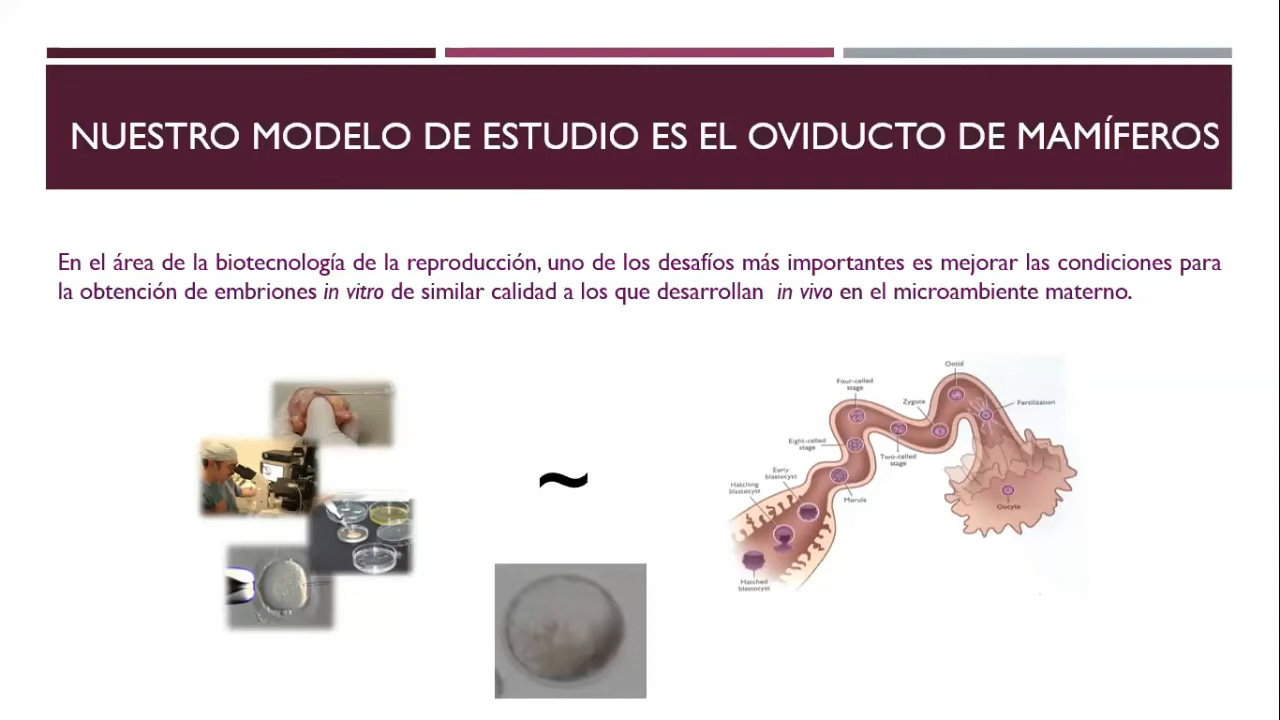 NUESTRO MODELO DE ESTUDIO ES EL OVIDUCTO DE MAMÍFEROS
En el área de la biotecnología de la reproducción, uno de los desafíos más importantes es mejorar las condiciones para
la obtención de embriones in vitro de similar calidad a los que desarrollan in vivo en el microambiente materno.
~
Ootid
Four-celled
stage
Zygote
Fertilization
Eight-celled
stage
Two-celled
stage
Early
blastocyst
Hatching
blastocyst
Morula
Oocyte
Hatched
blastocyst